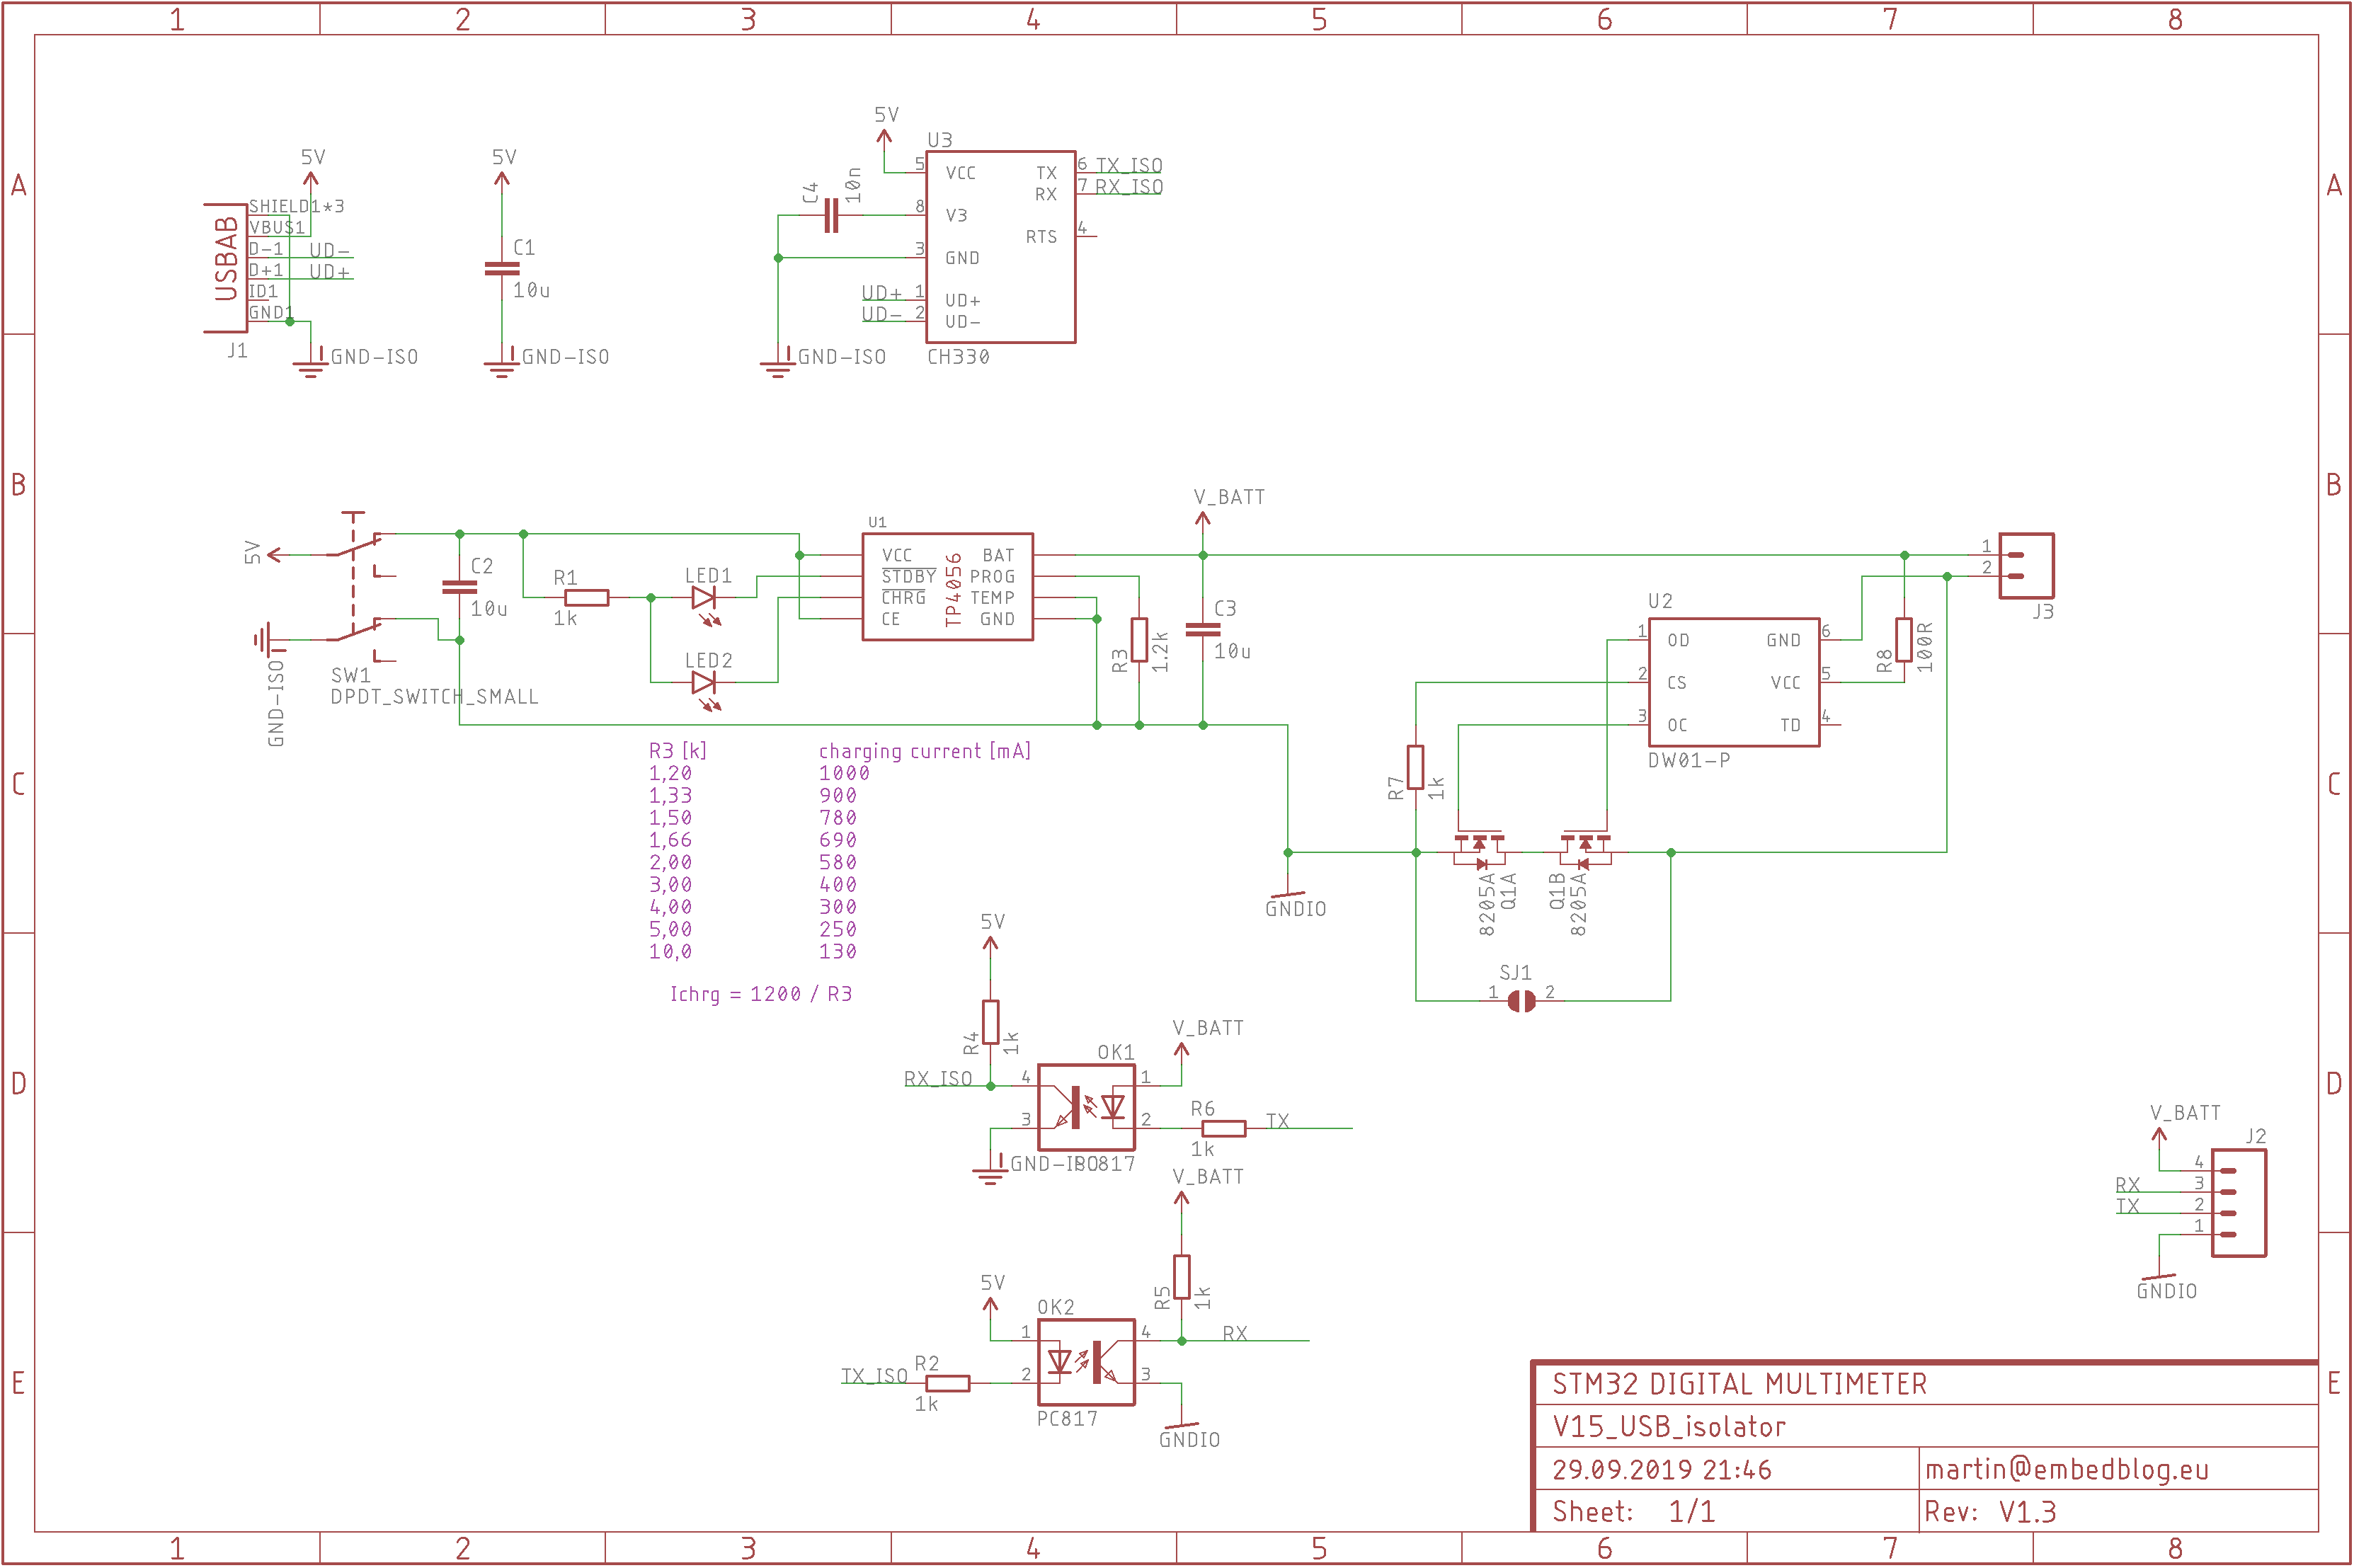 1 2 3 4 5 6 7 8
A A
B B
C C
D D
E E
5V
SHIELD1*3
VBUS1
D-1 UD-
D+1 UD+
ID1
GND1
USBAB
J1
GND-ISO
5V
C1
10u
GND-ISO
5V
U3
C4
10n
5 VCC
8 V3
3 GND
UD+ 1 UD+
UD- 2 UD-
TX 6 TX_ISO
RX 7 RX_ISO
RTS 4
GND-ISO
CH330
5V
GND-ISO
SW1
DPDT_SWITCH_SMALL
C2
10u
R1
1k
LED1
LED2
U1
VCC
STDBY
CHRG
CE
TP4056
BAT
PROG
TEMP
GND
R3
1.2k
V_BATT
C3
10u
R3 [k] charging current [mA]
1,20 1000
1,33 900
1,50 780
1,66 690
2,00 580
3,00 400
4,00 300
5,00 250
10,0 130
Ichrg = 1200 / R3
GNDIO
R7
1k
U2
1 OD
2 CS
3 OC
GND 6
VCC 5
TD 4
DW01-P
R8
100R
1
2
J3
8205A
Q1A
Q1B
8205A
SJ1
1 2
5V
R4
1k
RX_ISO
OK1
4
3
1
2
GND-ISO
PC817
V_BATT
R6
1k
TX
V_BATT
R5
1k
RX
5V
OK2
1
2
4
3
TX_ISO
R2
1k
PC817
GNDIO
V_BATT
J2
4
RX 3
TX 2
1
GNDIO
STM32 DIGITAL MULTIMETER
V15_USB_isolator
29.09.2019 21:46 martin@embedblog.eu
Sheet: 1/1 Rev: V1.3
1 2 3 4 5 6 7 8